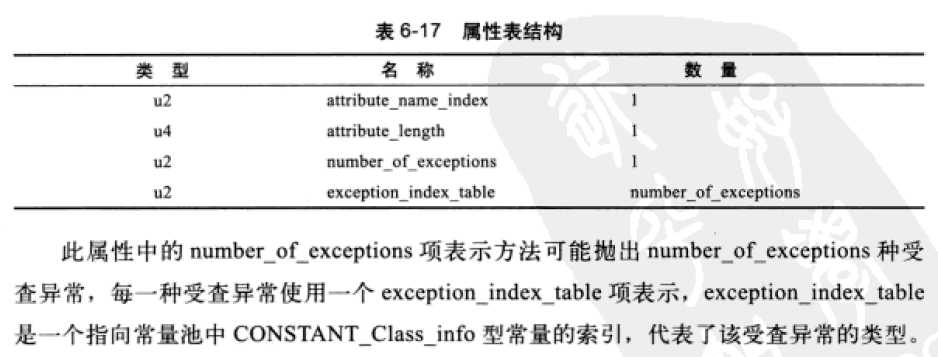 表 6-17 属性表结构
类 型 名 称 数 量
u2 attribute_name_index 1
u4 attribute_length 1
u2 number_of_exceptions 1
u2 exception_index_table number_of_exceptions
此属性中的 number_of_exceptions 项表示方法可能抛出 number_of_exceptions 种受
查异常，每一种受查异常使用一个 exception_index_table 项表示，exception_index_table
是一个指向常量池中 CONSTANT_Class_info 型常量的索引，代表了该受查异常的类型。